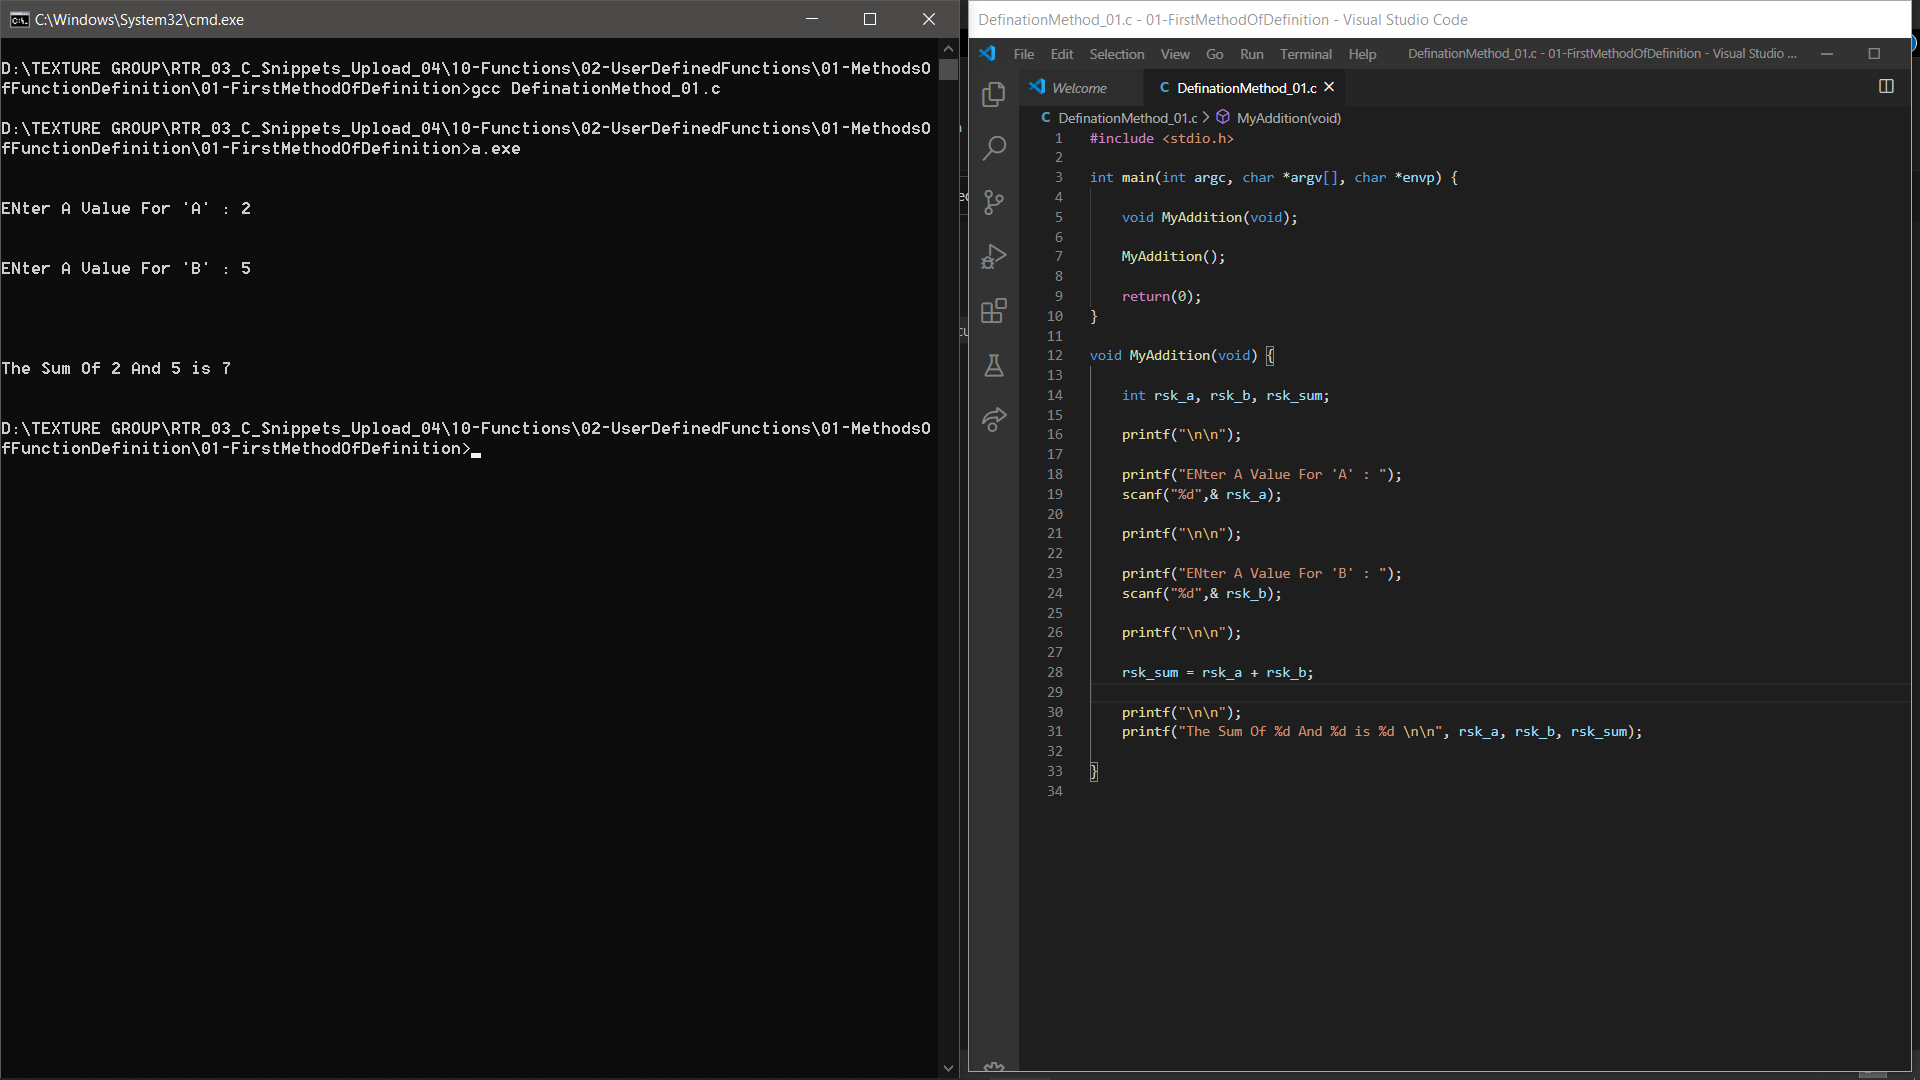 C:\Windows\System32\cmd.exe
D:\TEXTURE GROUP\RTR_03_C_Snippets_Upload_04\10-Functions\02-UserDefinedFunctions\01-MethodsO
fFunctionDefinition\01-FirstMethodOfDefinition>gcc DefinationMethod_01.c
D:\TEXTURE GROUP\RTR_03_C_Snippets_Upload_04\10-Functions\02-UserDefinedFunctions\01-MethodsO
fFunctionDefinition\01-FirstMethodOfDefinition>a.exe
ENter A Value For 'A' : 2
ENter A Value For 'B' : 5
The Sum Of 2 And 5 is 7
D:\TEXTURE GROUP\RTR_03_C_Snippets_Upload_04\10-Functions\02-UserDefinedFunctions\01-MethodsO
fFunctionDefinition\01-FirstMethodOfDefinition>
DefinationMethod_01.c - 01-FirstMethodOfDefinition - Visual Studio Code
File Edit Selection View Go Run Terminal Help DefinationMethod_01.c - 01-FirstMethodOfDefinition - Visual Studio ...
Welcome C DefinationMethod_01.c
C DefinationMethod_01.c > MyAddition(void)
1 #include <stdio.h>
2
3 int main(int argc, char *argv[], char *envp) {
4
5 void MyAddition(void);
6
7 MyAddition();
8
9 return(0);
10 }
11
12 void MyAddition(void) {
13
14 int rsk_a, rsk_b, rsk_sum;
15
16 printf("\n\n");
17
18 printf("ENter A Value For 'A' : ");
19 scanf("%d",& rsk_a);
20
21 printf("\n\n");
22
23 printf("ENter A Value For 'B' : ");
24 scanf("%d",& rsk_b);
25
26 printf("\n\n");
27
28 rsk_sum = rsk_a + rsk_b;
29
30 printf("\n\n");
31 printf("The Sum Of %d And %d is %d \n\n", rsk_a, rsk_b, rsk_sum);
32
33 }
34